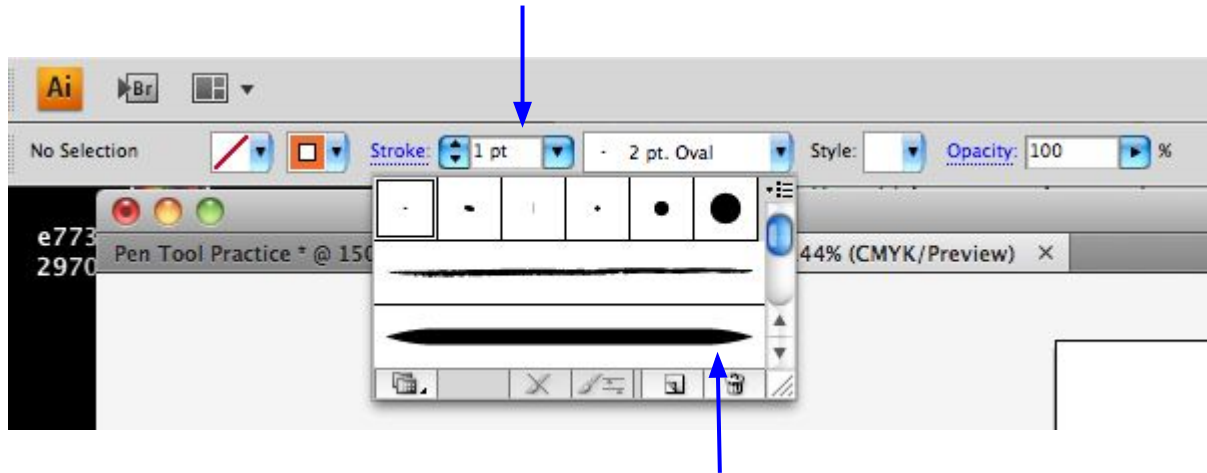 Ai Br
No Selection Stroke: 1 pt 2 pt. Oval Style: Opacity: 100 %
e773
2970 Pen Tool Practice * @ 150 44% (CMYK/Preview) ×